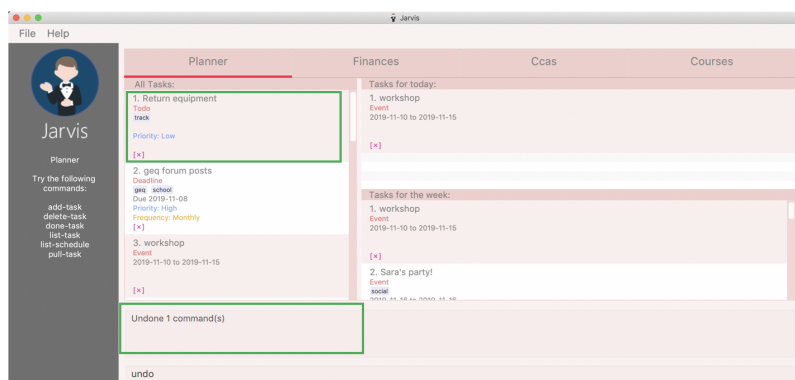 Jarvis
File Help
Jarvis
Planner
Try the following
commands:
add-task
delete-task
done-task
list-task
list-schedule
pull-task
Planner
Finances
Ccas
Courses
All Tasks:
1. Return equipment
Todo
track
Priority: Low
[×]
2. geq forum posts
Deadline
geq school
Due 2019-11-08
Priority: High
Frequency: Monthly
[×]
3. workshop
Event
2019-11-10 to 2019-11-15
[×]
Tasks for today:
1. workshop
Event
2019-11-10 to 2019-11-15
[×]
Tasks for the week:
1. workshop
Event
2019-11-10 to 2019-11-15
[×]
2. Sara's party!
Event
social
Undone 1 command(s)
undo